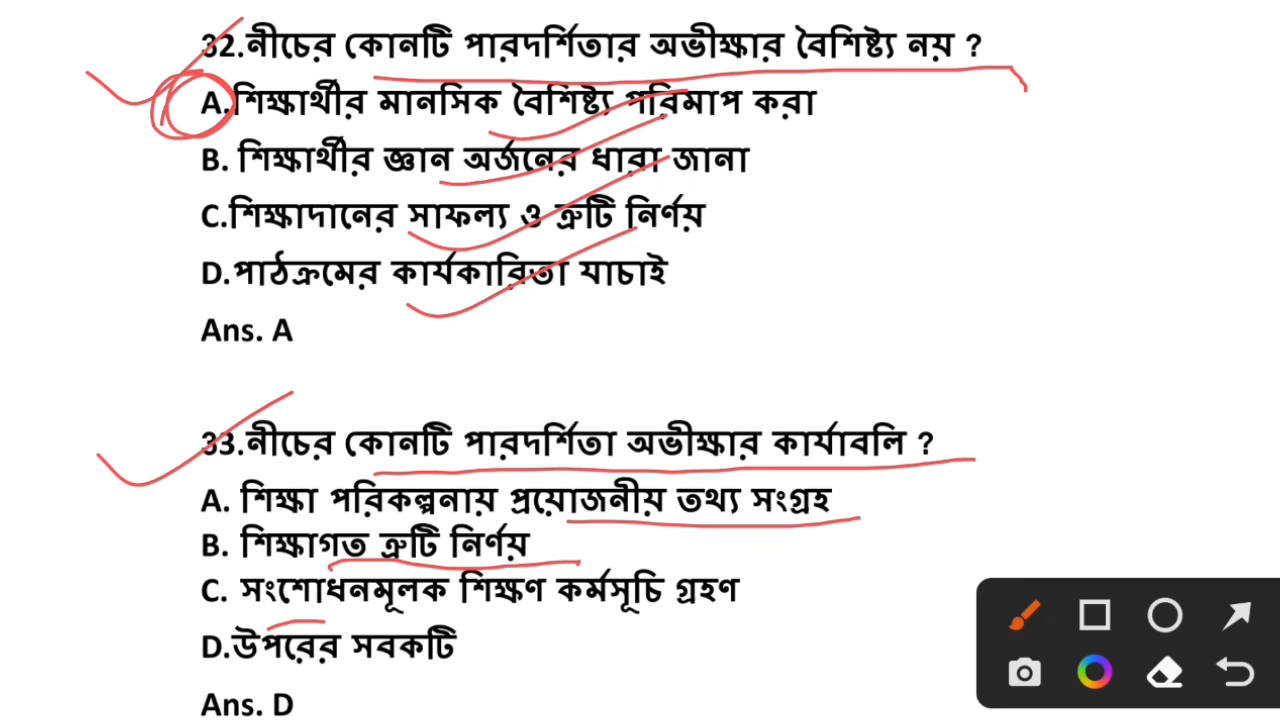 32.নীচের কোনটি পারদর্শিতার অভীক্ষার বৈশিষ্ট্য নয় ?
A.শিক্ষার্থীর মানসিক বৈশিষ্ট্য পরিমাপ করা
B. শিক্ষার্থীর জ্ঞান অর্জনের ধারা জানা
C.শিক্ষাদানের সাফল্য ও ত্রুটি নির্ণয়
D.পাঠক্রমের কার্যকারিতা যাচাই
Ans. A
33.নীচের কোনটি পারদর্শিতা অভীক্ষার কার্যাবলি ?
A. শিক্ষা পরিকল্পনায় প্রয়োজনীয় তথ্য সংগ্রহ
B. শিক্ষাগত ত্রুটি নির্ণয়
C. সংশোধনমূলক শিক্ষণ কর্মসূচি গ্রহণ
D.উপরের সবকটি
Ans. D